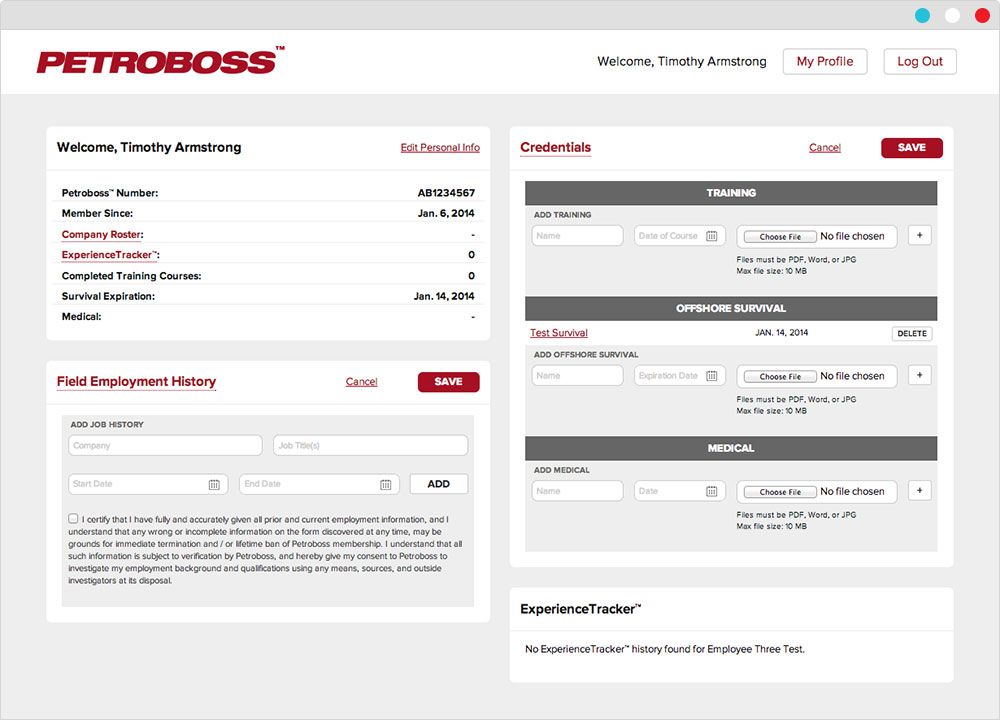 PETROBOSS™
Welcome, Timothy Armstrong
My Profile
Log Out
Welcome, Timothy Armstrong
Edit Personal Info
Petroboss™ Number: AB1234567
Member Since: Jan. 6, 2014
Company Roster: -
ExperienceTracker™: 0
Completed Training Courses: 0
Survival Expiration: Jan. 14, 2014
Medical: -
Field Employment History
Cancel
SAVE
ADD JOB HISTORY
Company
Job Title(s)
Start Date
End Date
ADD
I certify that I have fully and accurately given all prior and current employment information, and I
understand that any wrong or incomplete information on the form discovered at any time, may be
grounds for immediate termination and / or lifetime ban of Petroboss membership. I understand that all
such information is subject to verification by Petroboss, and hereby give my consent to Petroboss to
investigate my employment background and qualifications using any means, sources, and outside
investigators at its disposal.
Credentials
Cancel
SAVE
TRAINING
ADD TRAINING
Name
Date of Course
Choose File No file chosen
+
Files must be PDF, Word, or JPG
Max file size: 10 MB
OFFSHORE SURVIVAL
Test Survival
JAN. 14, 2014
DELETE
ADD OFFSHORE SURVIVAL
Name
Expiration Date
Choose File No file chosen
+
Files must be PDF, Word, or JPG
Max file size: 10 MB
MEDICAL
ADD MEDICAL
Name
Date
Choose File No file chosen
+
Files must be PDF, Word, or JPG
Max file size: 10 MB
ExperienceTracker™
No ExperienceTracker™ history found for Employee Three Test.